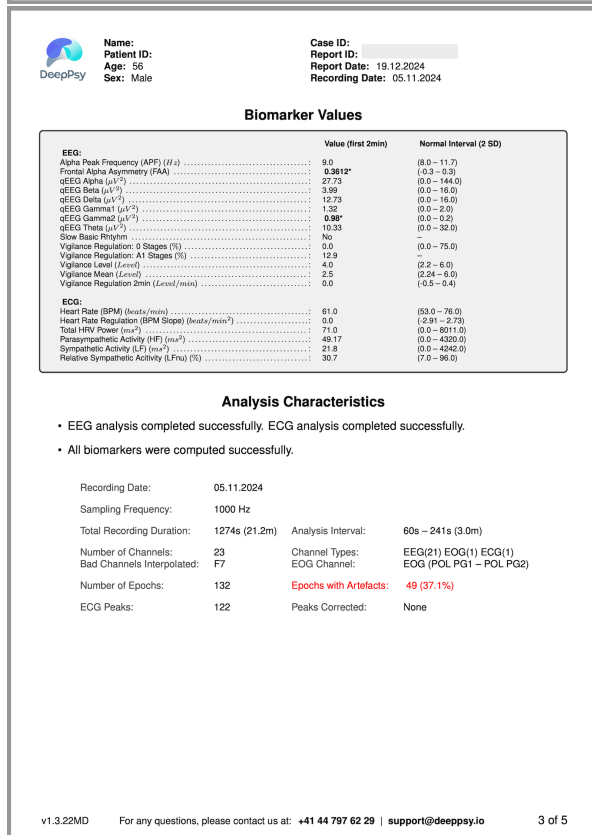 DeepPsy
Name:
Patient ID:
Age: 56
Sex: Male
Case ID:
Report ID:
Report Date: 19.12.2024
Recording Date: 05.11.2024
Biomarker Values
Value (first 2min) Normal Interval (2 SD)
EEG:
Alpha Peak Frequency (APF) (Hz) ................................ : 9.0 (8.0 – 11.7)
Frontal Alpha Asymmetry (FAA) ................................ : 0.3612* (-0.3 – 0.3)
qEEG Alpha (μV²) ................................ : 27.73 (0.0 – 144.0)
qEEG Beta (μV²) ................................ : 3.99 (0.0 – 16.0)
qEEG Delta (μV²) ................................ : 12.73 (0.0 – 16.0)
qEEG Gamma1 (μV²) ................................ : 1.32 (0.0 – 2.0)
qEEG Gamma2 (μV²) ................................ : 0.98* (0.0 – 0.2)
qEEG Theta (μV²) ................................ : 10.33 (0.0 – 32.0)
Slow Basic Rhtyhm ................................ : No –
Vigilance Regulation: 0 Stages (%) ................................ : 0.0 (0.0 – 75.0)
Vigilance Regulation: A1 Stages (%) ................................ : 12.9 –
Vigilance Level (Level) ................................ : 4.0 (2.2 – 6.0)
Vigilance Mean (Level) ................................ : 2.5 (2.24 – 6.0)
Vigilance Regulation 2min (Level/min) ................................ : 0.0 (-0.5 – 0.4)
ECG:
Heart Rate (BPM) (beats/min) ................................ : 61.0 (53.0 – 76.0)
Heart Rate Regulation (BPM Slope) (beats/min²) ................................ : 0.0 (-2.91 – 2.73)
Total HRV Power (ms²) ................................ : 71.0 (0.0 – 8011.0)
Parasympathetic Activity (HF) (ms²) ................................ : 49.17 (0.0 – 4320.0)
Sympathetic Activity (LF) (ms²) ................................ : 21.8 (0.0 – 4242.0)
Relative Sympathetic Acitivity (LFnu) (%) ................................ : 30.7 (7.0 – 96.0)
Analysis Characteristics
• EEG analysis completed successfully. ECG analysis completed successfully.
• All biomarkers were computed successfully.
Recording Date: 05.11.2024
Sampling Frequency: 1000 Hz
Total Recording Duration: 1274s (21.2m) Analysis Interval: 60s – 241s (3.0m)
Number of Channels: 23 Channel Types: EEG(21) EOG(1) ECG(1)
Bad Channels Interpolated: F7 EOG Channel: EOG (POL PG1 – POL PG2)
Number of Epochs: 132 Epochs with Artefacts: 49 (37.1%)
ECG Peaks: 122 Peaks Corrected: None
v1.3.22MD For any questions, please contact us at: +41 44 797 62 29 | support@deeppsy.io 3 of 5